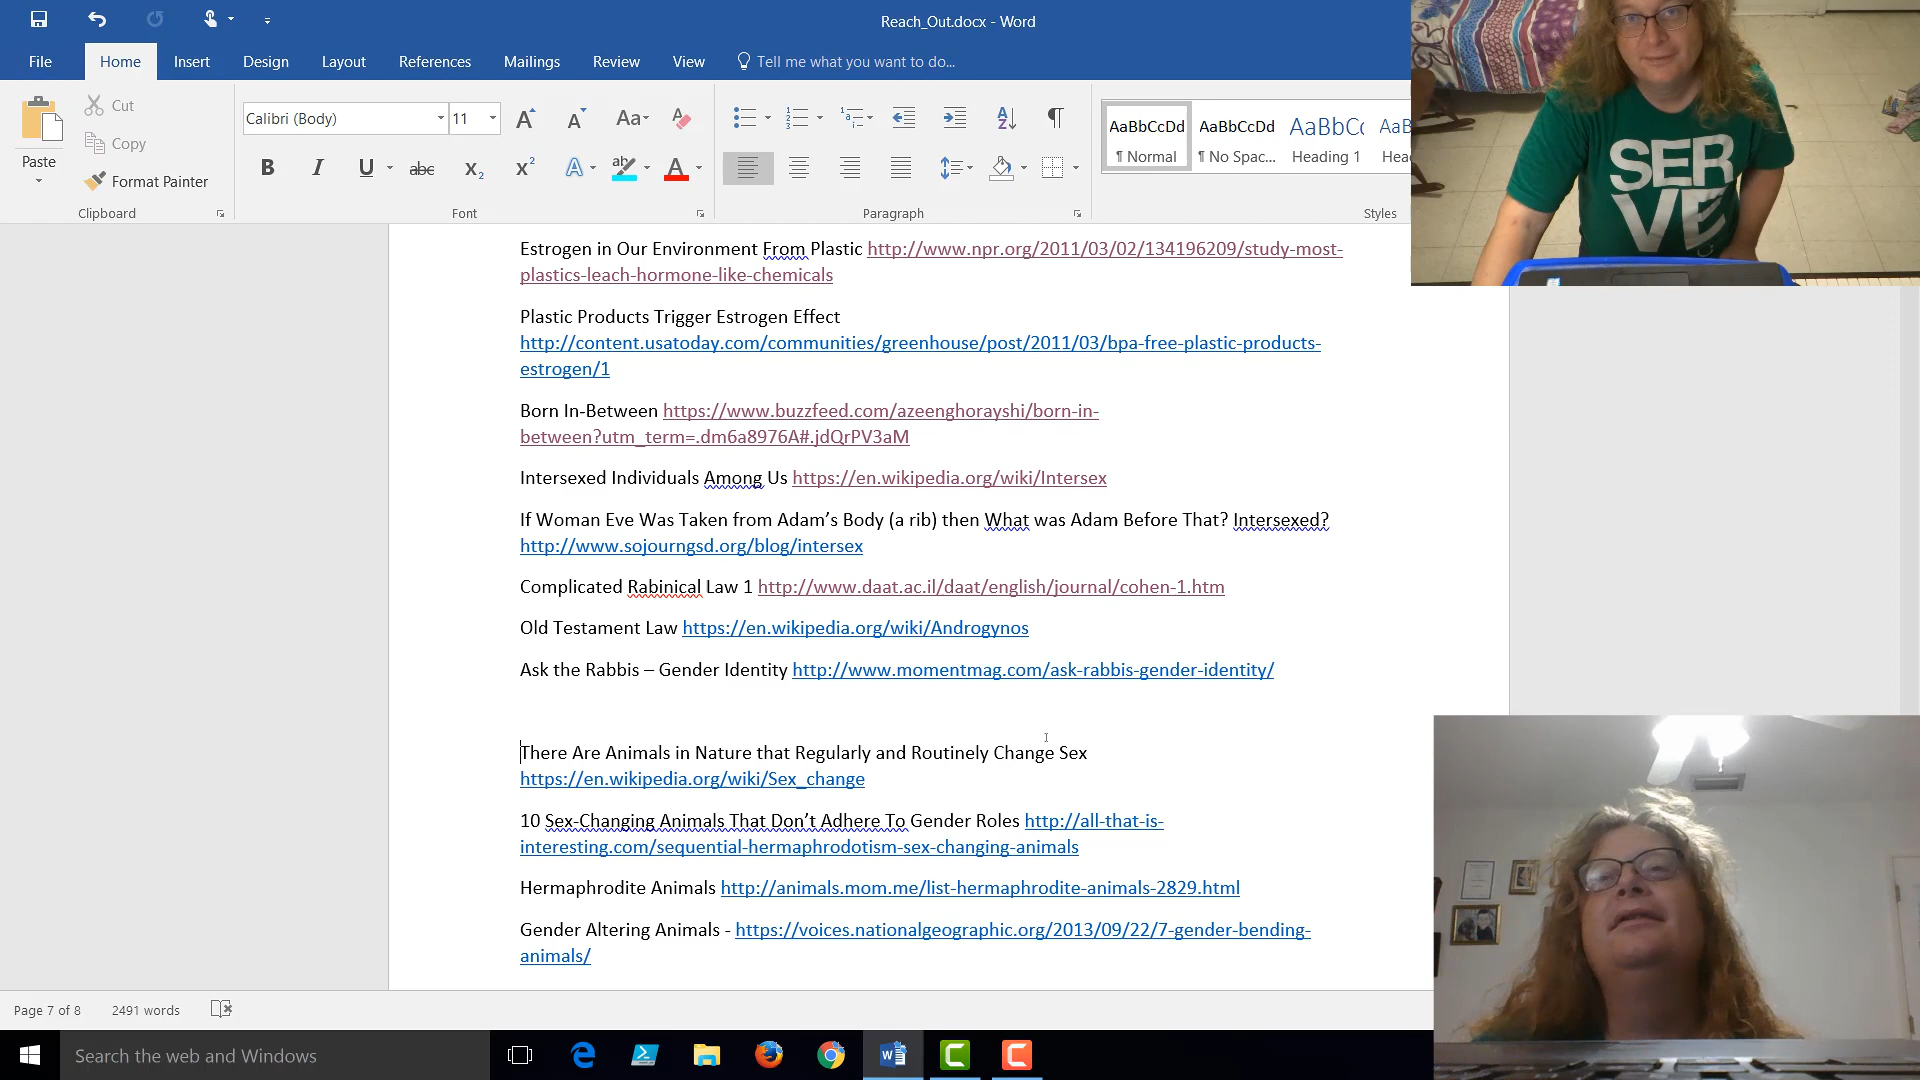 Reach_Out.docx - Word
File Home Insert Design Layout References Mailings Review View Tell me what you want to do...
Paste
Cut
Copy
Format Painter
Clipboard
Calibri (Body) 11
Font
Paragraph
AaBbCcDd AaBbCcDd AaBbCc AaB
¶ Normal ¶ No Spac... Heading 1 Hea
Styles
SER
VE
Estrogen in Our Environment From Plastic http://www.npr.org/2011/03/02/134196209/study-most-
plastics-leach-hormone-like-chemicals
Plastic Products Trigger Estrogen Effect
http://content.usatoday.com/communities/greenhouse/post/2011/03/bpa-free-plastic-products-
estrogen/1
Born In-Between https://www.buzzfeed.com/azeenghorayshi/born-in-
between?utm_term=.dm6a8976A#.jdQrPV3aM
Intersexed Individuals Among Us https://en.wikipedia.org/wiki/Intersex
If Woman Eve Was Taken from Adam’s Body (a rib) then What was Adam Before That? Intersexed?
http://www.sojourngsd.org/blog/intersex
Complicated Rabinical Law 1 http://www.daat.ac.il/daat/english/journal/cohen-1.htm
Old Testament Law https://en.wikipedia.org/wiki/Androgynos
Ask the Rabbis – Gender Identity http://www.momentmag.com/ask-rabbis-gender-identity/
There Are Animals in Nature that Regularly and Routinely Change Sex
https://en.wikipedia.org/wiki/Sex_change
10 Sex-Changing Animals That Don’t Adhere To Gender Roles http://all-that-is-
interesting.com/sequential-hermaphrodotism-sex-changing-animals
Hermaphrodite Animals http://animals.mom.me/list-hermaphrodite-animals-2829.html
Gender Altering Animals - https://voices.nationalgeographic.org/2013/09/22/7-gender-bending-
animals/
Page 7 of 8 2491 words
Search the web and Windows